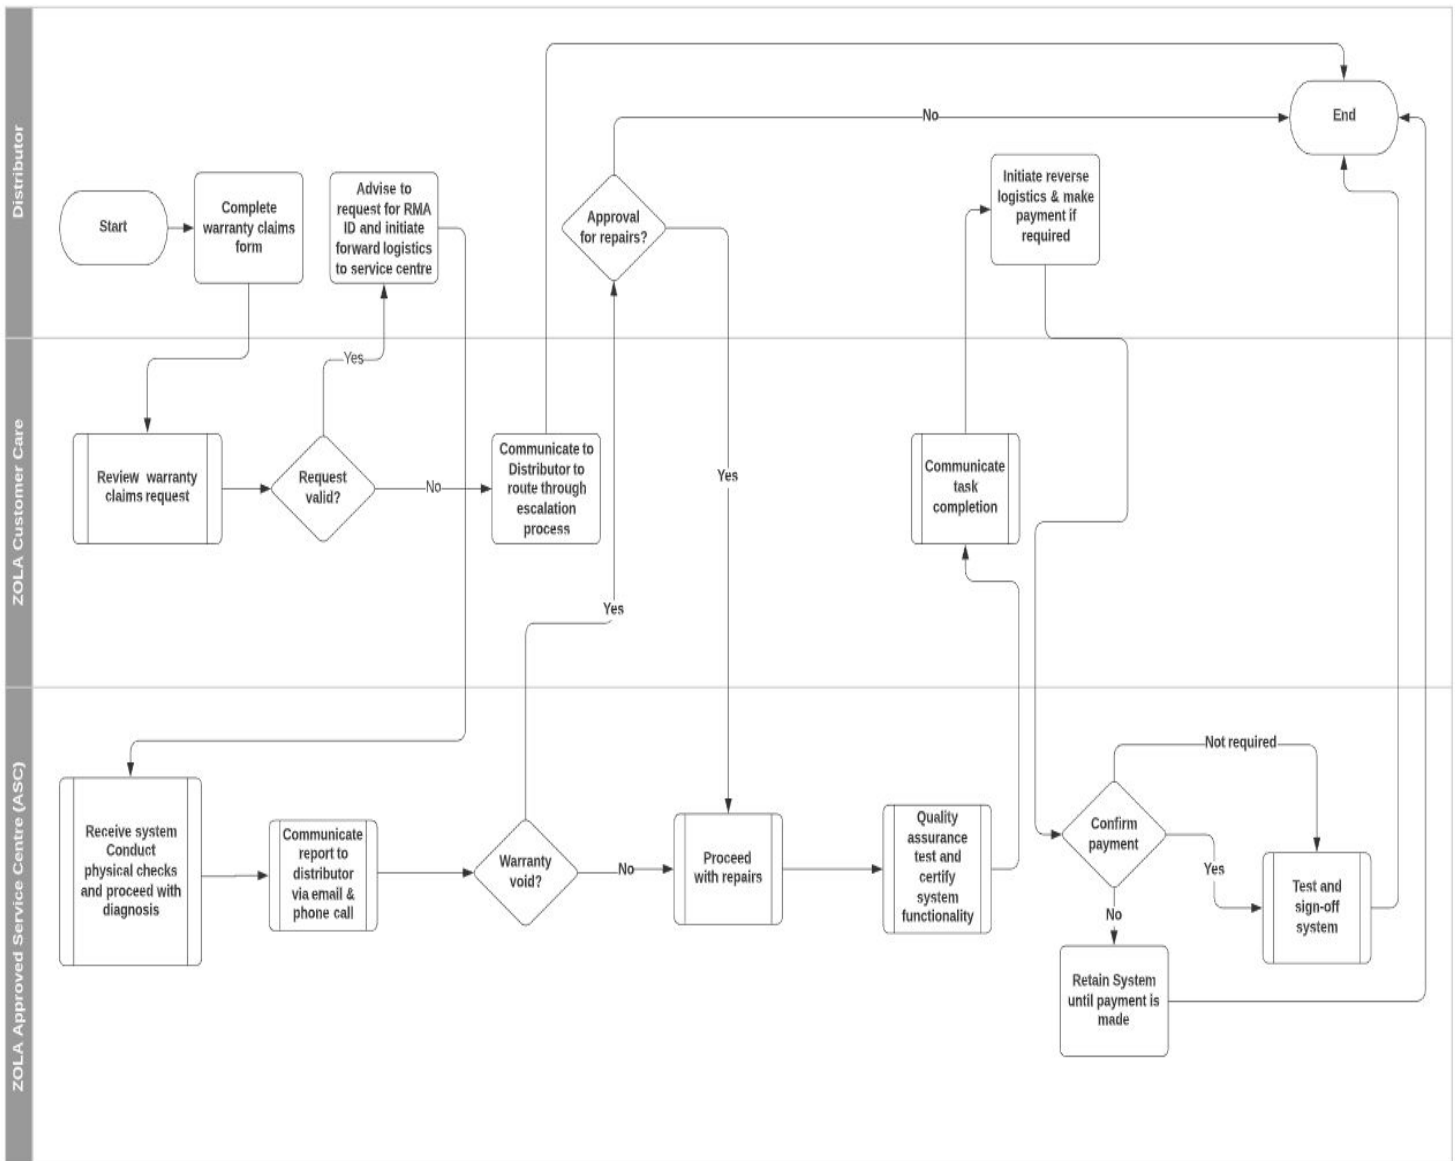 Distributor
Start
Complete
warranty claims
form
Advise to
request for RMA
ID and initiate
forward logistics
to service centre
Approval
for repairs?
No
Initiate reverse
logistics & make
payment if
required
End
ZOLA Customer Care
Yes
Review warranty
claims request
Request
valid?
No
Communicate to
Distributor to
route through
escalation
process
Yes
Yes
Communicate
task
completion
ZOLA Approved Service Centre (ASC)
Receive system
Conduct
physical checks
and proceed with
diagnosis
Communicate
report to
distributor
via email &
phone call
Warranty
void?
No
Proceed
with repairs
Quality
assurance
test and
certify
system
functionality
Not required
Confirm
payment
Yes
No
Test and
sign-off
system
Retain System
until payment is
made